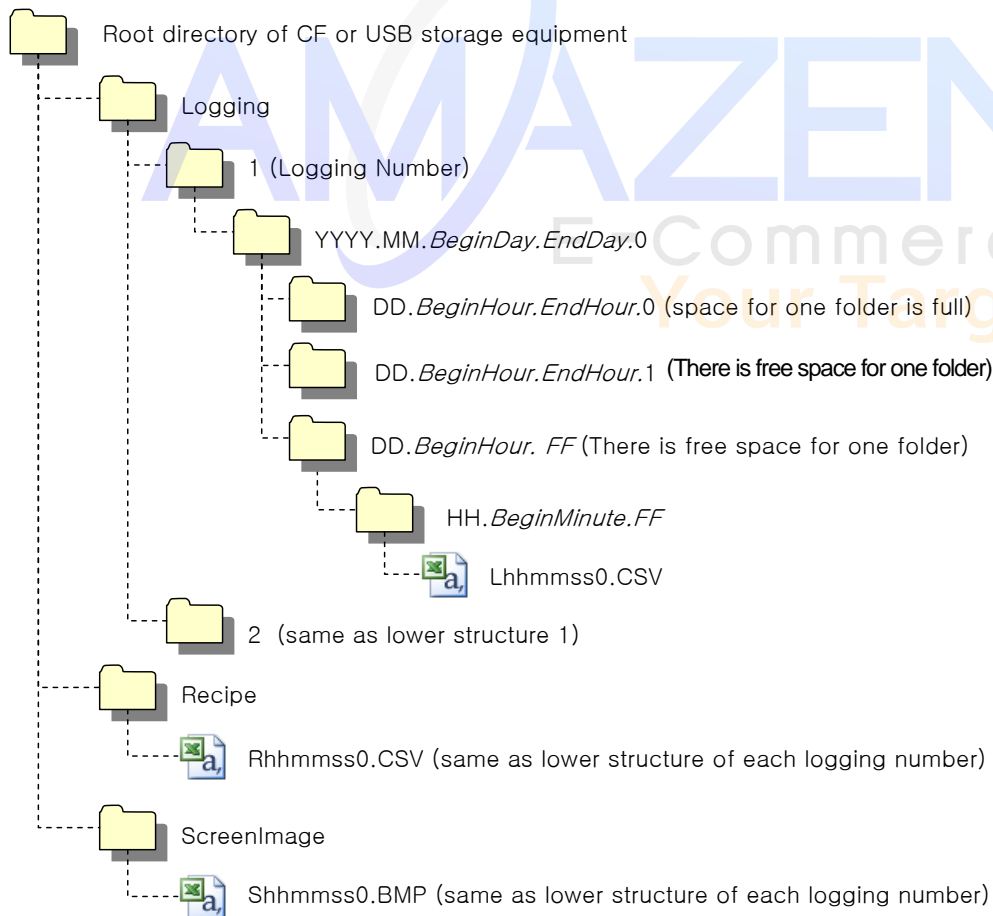 Root directory of CF or USB storage equipment
Logging
1 (Logging Number)
YYYY.MM.BeginDay.EndDay.0
DD.BeginHour.EndHour.0 (space for one folder is full)
DD.BeginHour.EndHour.1 (There is free space for one folder)
DD.BeginHour. FF (There is free space for one folder)
HH.BeginMinute.FF
Lhhmmss0.CSV
2 (same as lower structure 1)
Recipe
Rhhmmss0.CSV (same as lower structure of each logging number)
ScreenImage
Shhmmss0.BMP (same as lower structure of each logging number)
AMAZEN
E-Commer
Your Targ